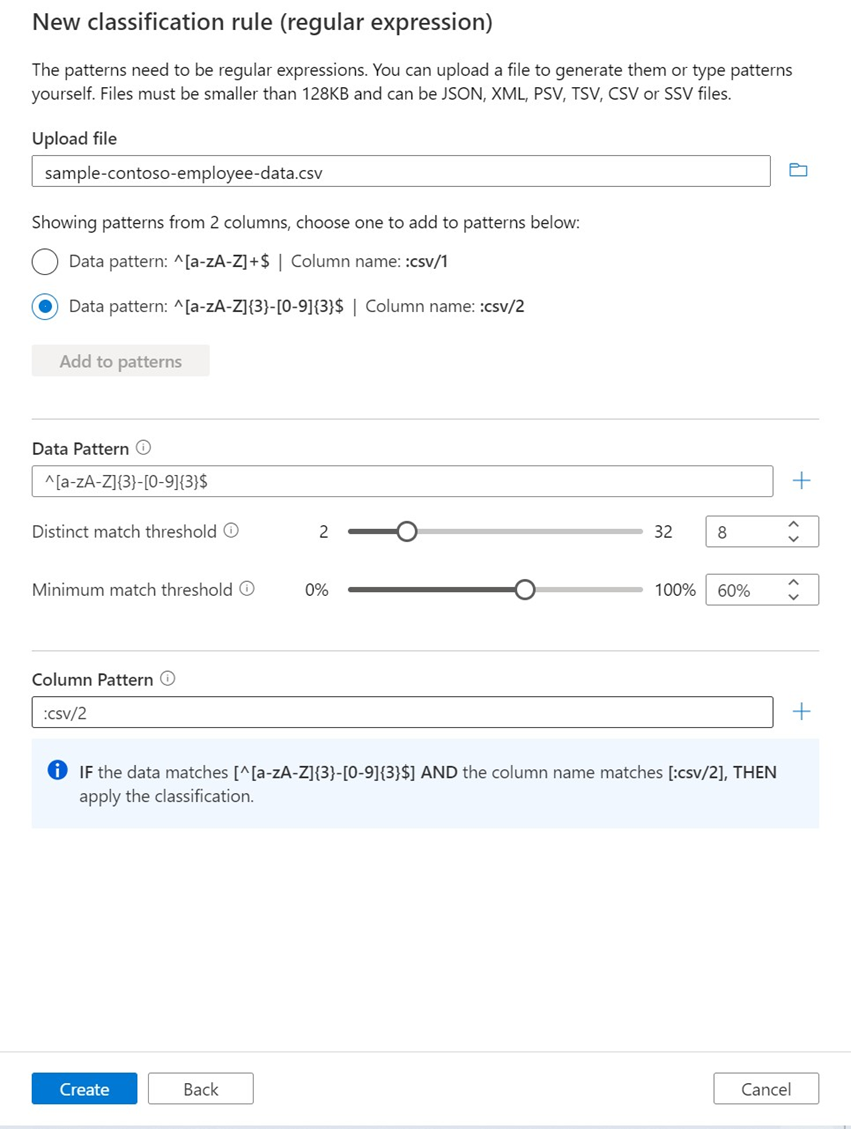 New classification rule (regular expression)
The patterns need to be regular expressions. You can upload a file to generate them or type patterns
yourself. Files must be smaller than 128KB and can be JSON, XML, PSV, TSV, CSV or SSV files.
Upload file
sample-contoso-employee-data.csv
Showing patterns from 2 columns, choose one to add to patterns below:
Data pattern: ^[a-zA-Z]+$ | Column name: :csv/1
Data pattern: ^[a-zA-Z]{3}-[0-9]{3}$ | Column name: :csv/2
Add to patterns
Data Pattern
^[a-zA-Z]{3}-[0-9]{3}$
Distinct match threshold 2 32 8
Minimum match threshold 0% 100% 60%
Column Pattern
:csv/2
IF the data matches [^[a-zA-Z]{3}-[0-9]{3}$] AND the column name matches [:csv/2], THEN
apply the classification.
Create Back Cancel